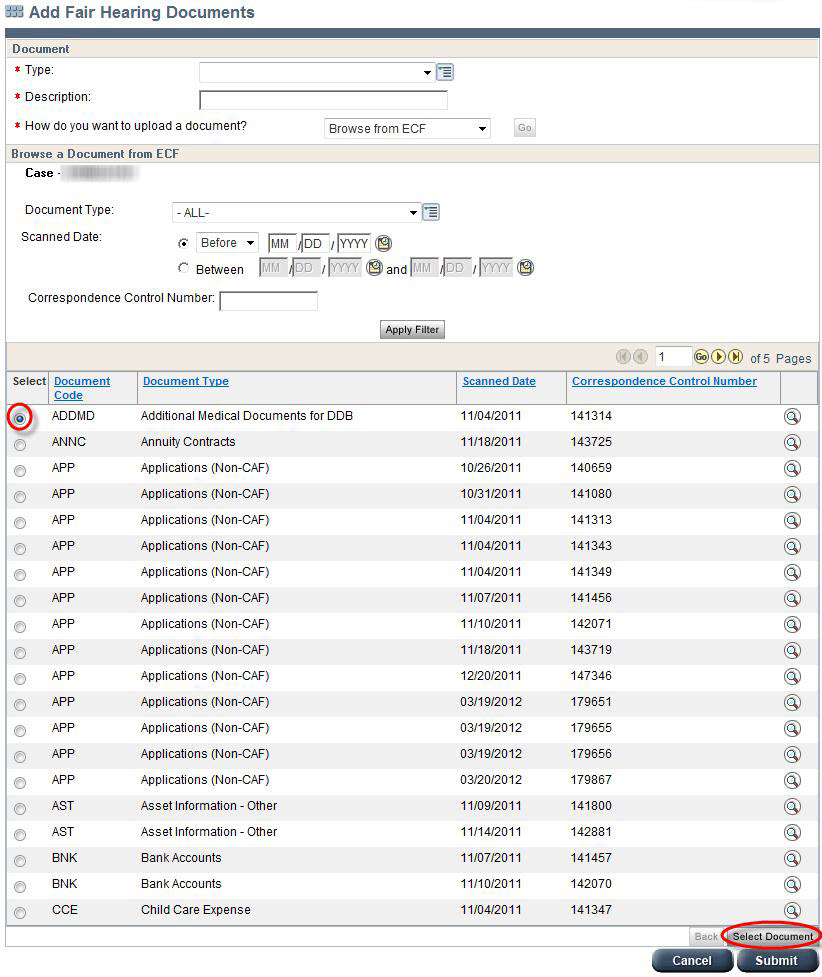 Add Fair Hearing Documents
Document
* Type:
* Description:
* How do you want to upload a document? Browse from ECF Go
Browse a Document from ECF
Case -
Document Type: - ALL-
Scanned Date: Before MM / DD / YYYY
Between MM / DD / YYYY and MM / DD / YYYY
Correspondence Control Number:
Apply Filter
1 Go of 5 Pages
Select Document Code Document Type Scanned Date Correspondence Control Number
ADDMD Additional Medical Documents for DDB 11/04/2011 141314
ANNC Annuity Contracts 11/18/2011 143725
APP Applications (Non-CAF) 10/26/2011 140659
APP Applications (Non-CAF) 10/31/2011 141080
APP Applications (Non-CAF) 11/04/2011 141313
APP Applications (Non-CAF) 11/04/2011 141343
APP Applications (Non-CAF) 11/04/2011 141349
APP Applications (Non-CAF) 11/07/2011 141456
APP Applications (Non-CAF) 11/10/2011 142071
APP Applications (Non-CAF) 11/18/2011 143719
APP Applications (Non-CAF) 12/20/2011 147346
APP Applications (Non-CAF) 03/19/2012 179651
APP Applications (Non-CAF) 03/19/2012 179655
APP Applications (Non-CAF) 03/19/2012 179656
APP Applications (Non-CAF) 03/20/2012 179867
AST Asset Information - Other 11/09/2011 141800
AST Asset Information - Other 11/14/2011 142881
BNK Bank Accounts 11/07/2011 141457
BNK Bank Accounts 11/10/2011 142070
CCE Child Care Expense 11/04/2011 141347
Back Select Document
Cancel Submit